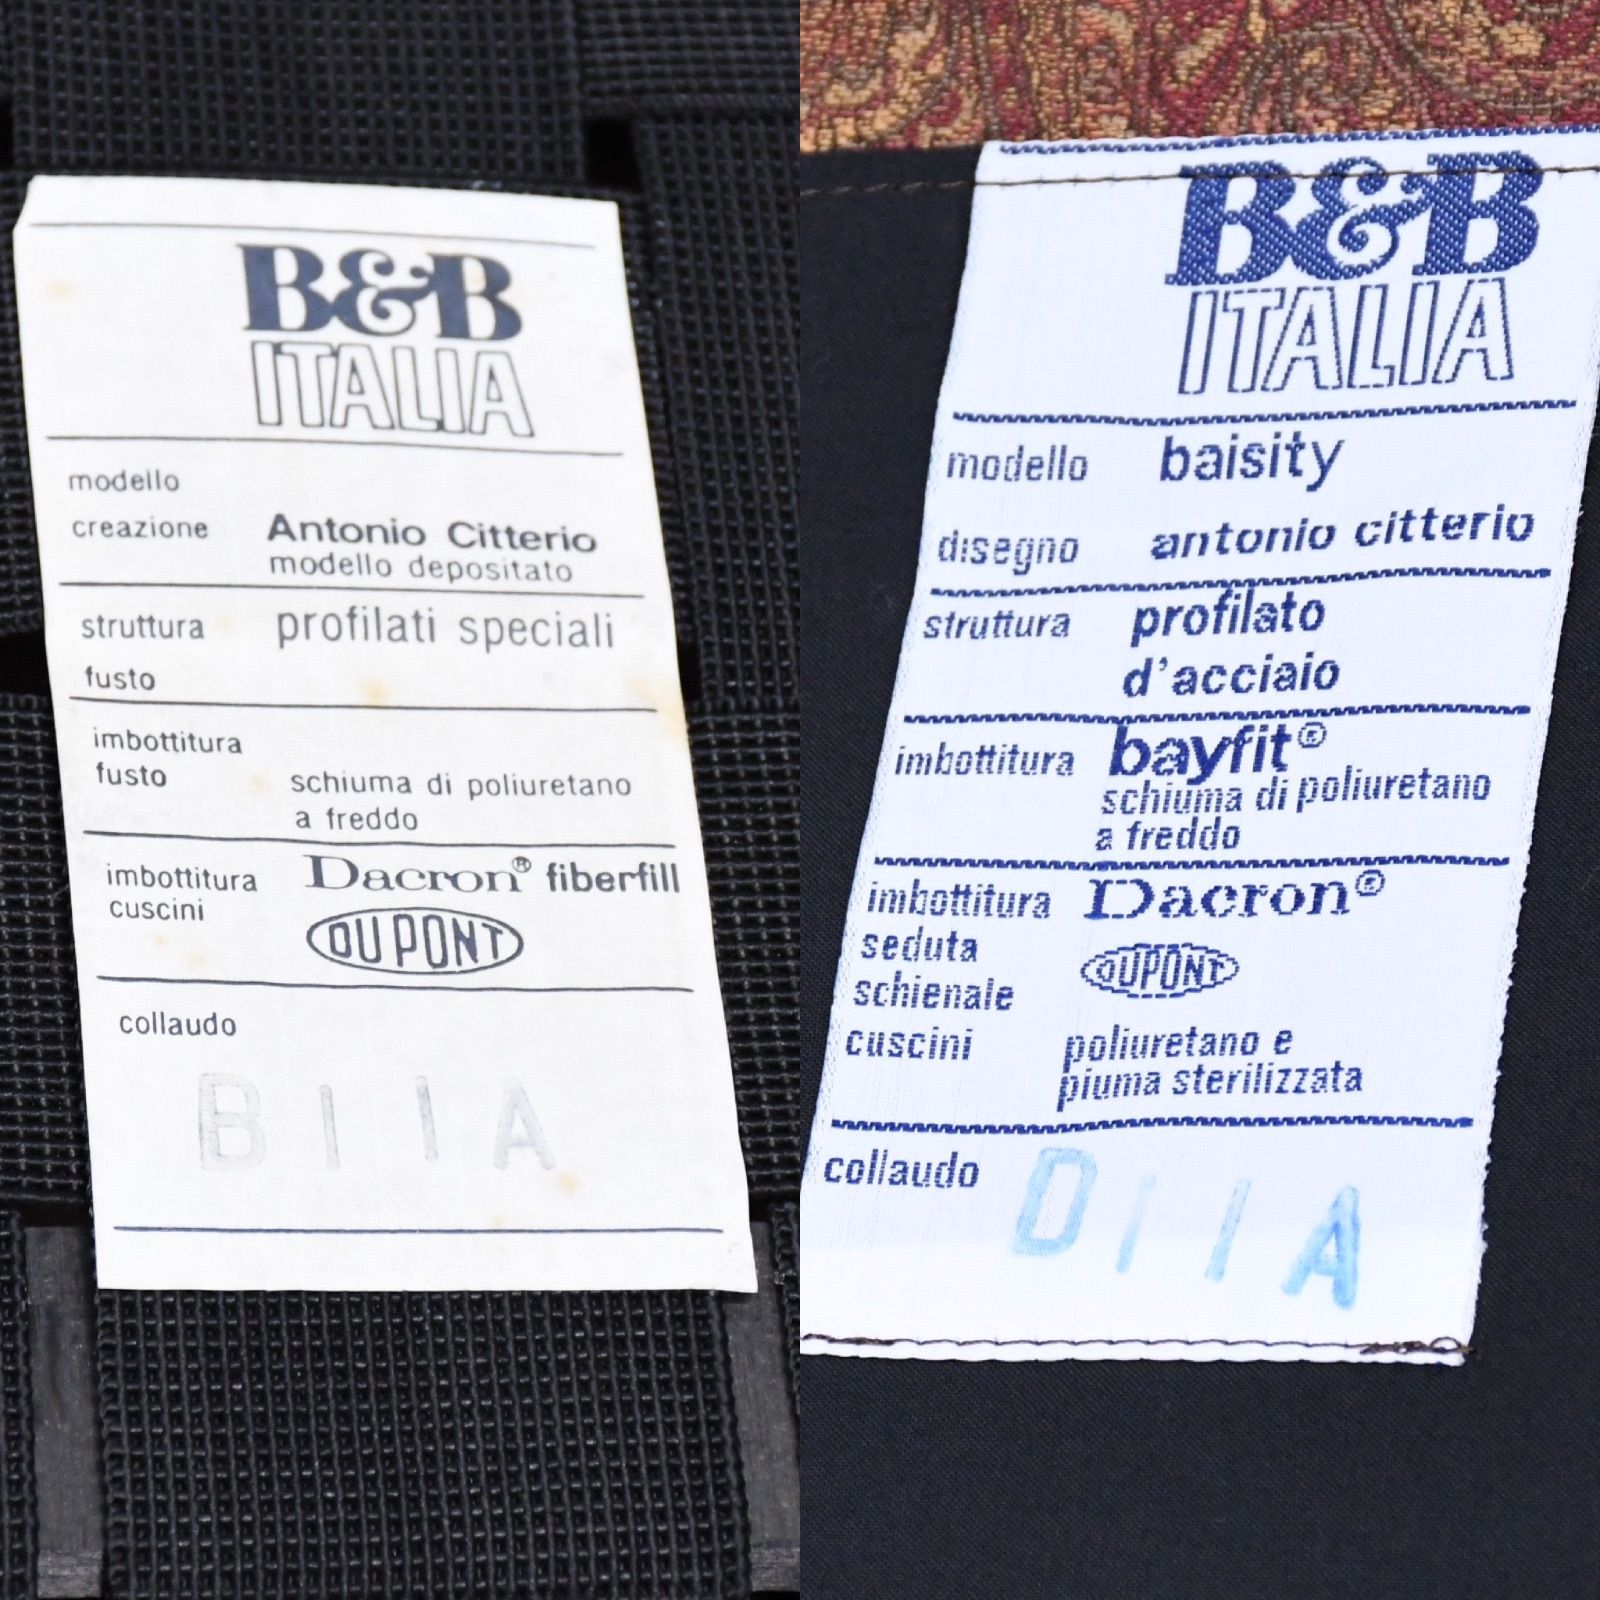 B&B
ITALIA
modello
creazione Antonio Citterio
modello depositato
struttura profilati speciali
fusto
imbottitura
fusto schiuma di poliuretano
a freddo
imbottitura Dacron® fiberfill
cuscini
DUPONT
collaudo
B I I A
B&B
ITALIA
modello baisity
disegno antonio citterio
struttura profilato
d'acciaio
imbottitura bayfit®
schiuma di poliuretano
a freddo
imbottitura Dacron®
seduta
schienale DUPONT
cuscini poliuretano e
piuma sterilizzata
collaudo
D I I A